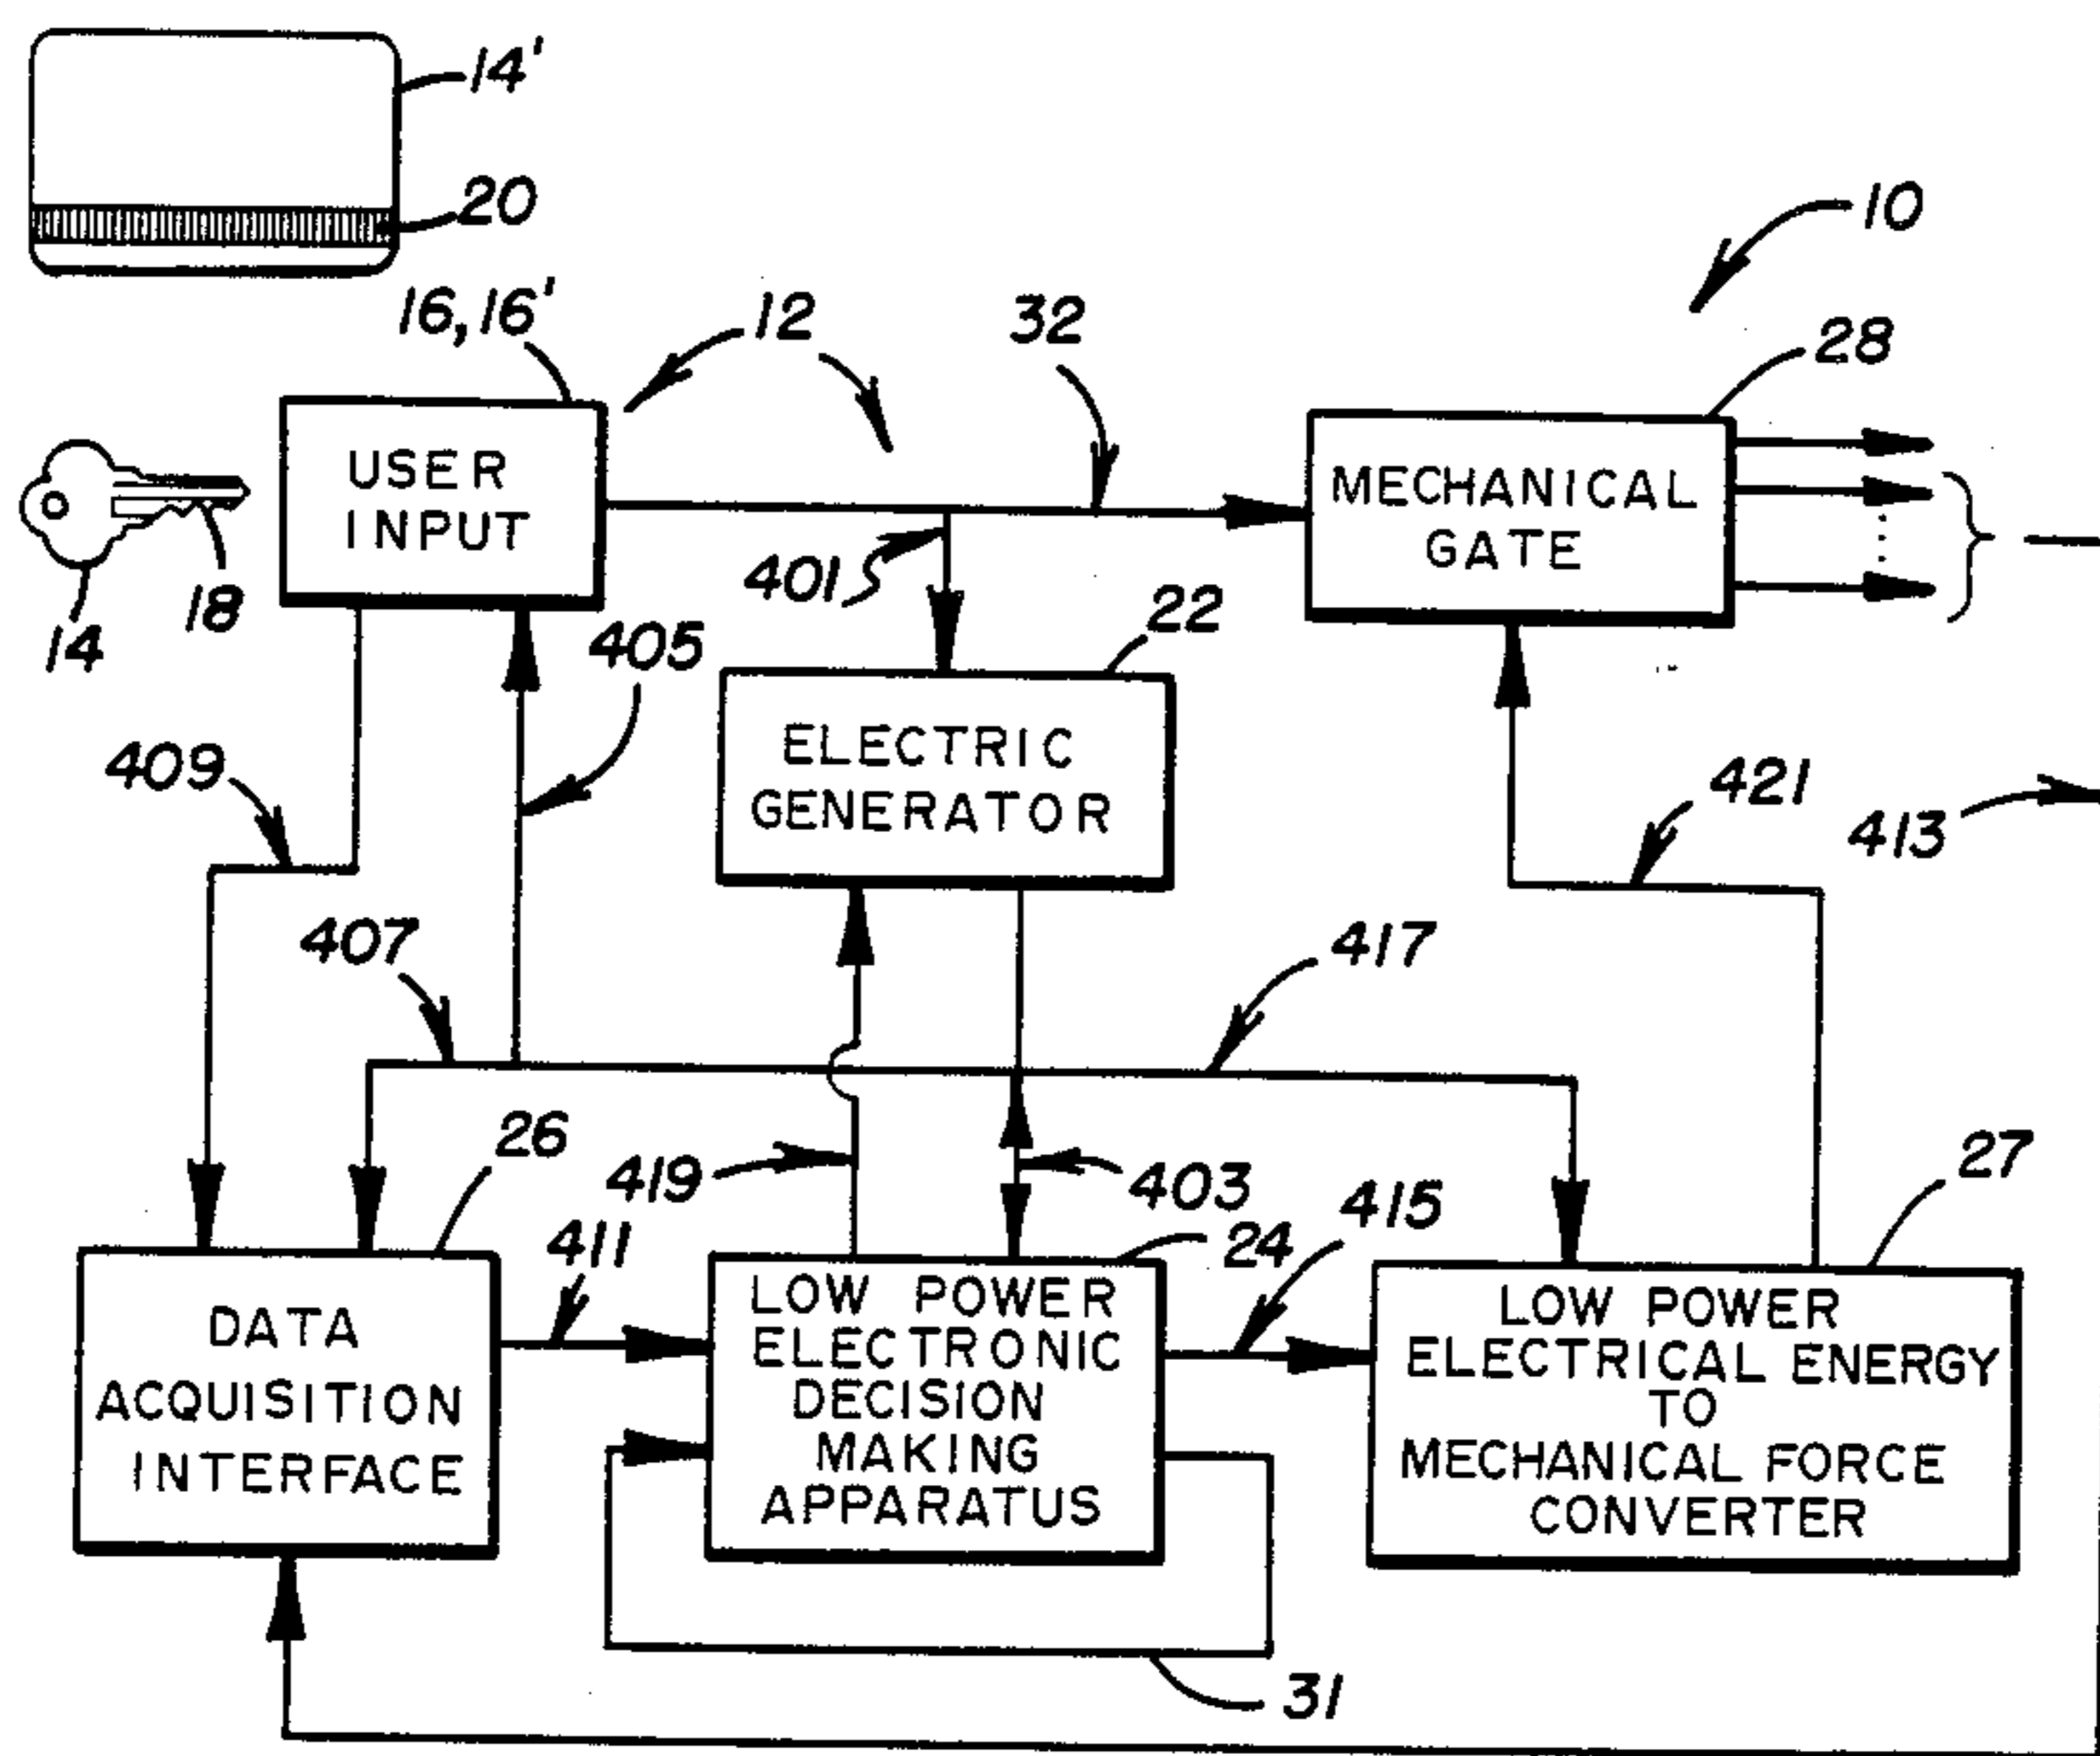 14'
20
10
16,16'
12
32
28
USER
INPUT
MECHANICAL
GATE
401
18
14
22
405
ELECTRIC
GENERATOR
409
421
413
407
417
26
419
403
27
411
24
415
DATA
ACQUISITION
INTERFACE
LOW POWER
ELECTRONIC
DECISION
MAKING
APPARATUS
LOW POWER
ELECTRICAL ENERGY
TO
MECHANICAL FORCE
CONVERTER
31